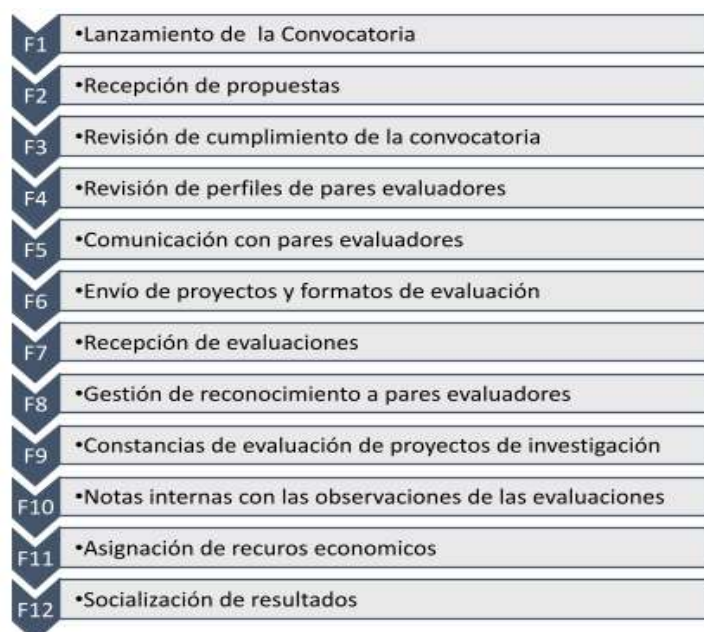 F1 •Lanzamiento de la Convocatoria
F2 •Recepción de propuestas
F3 •Revisión de cumplimiento de la convocatoria
F4 •Revisión de perfiles de pares evaluadores
F5 •Comunicación con pares evaluadores
F6 •Envío de proyectos y formatos de evaluación
F7 •Recepción de evaluaciones
F8 •Gestión de reconocimiento a pares evaluadores
F9 •Constancias de evaluación de proyectos de investigación
F10 •Notas internas con las observaciones de las evaluaciones
F11 •Asignación de recuros economicos
F12 •Socialización de resultados